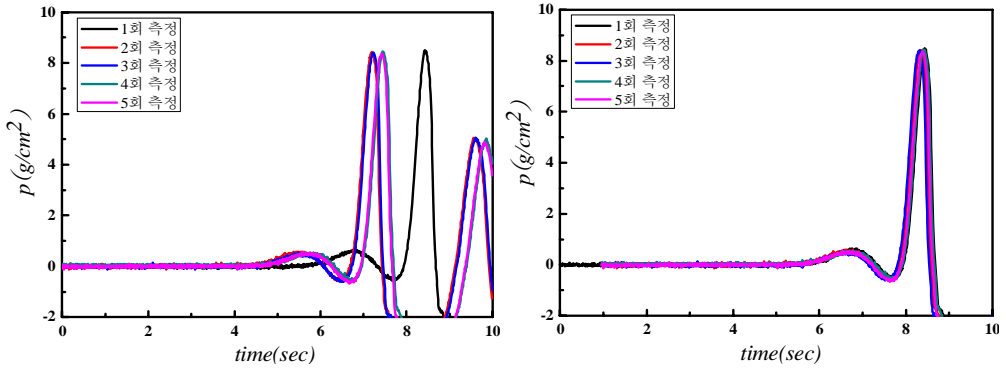 10
8
6
4
2
0
-2
p(g/cm²)
1회 측정
2회 측정
3회 측정
4회 측정
5회 측정
0 2 4 6 8 10
time(sec)
10
8
6
4
2
0
-2
p(g/cm²)
1회 측정
2회 측정
3회 측정
4회 측정
5회 측정
0 2 4 6 8 10
time(sec)